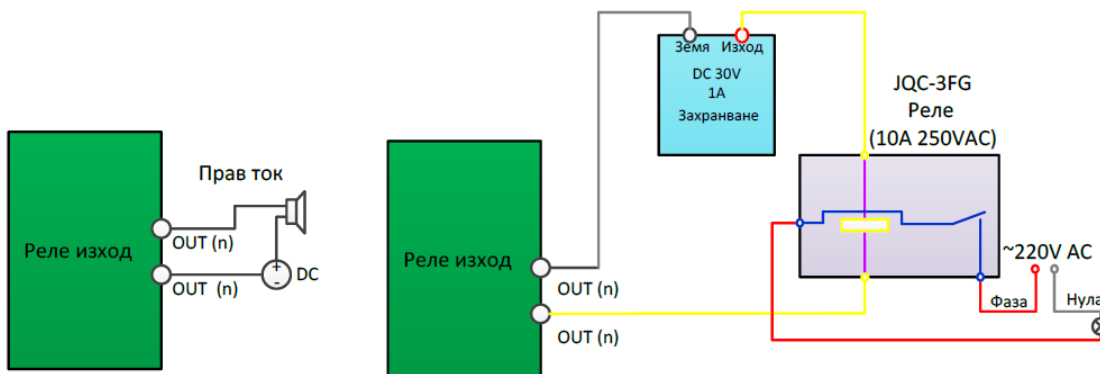 Реле изход
Прав ток
OUT (n)
OUT (n)
+
-
DC
Реле изход
OUT (n)
OUT (n)
Земя Изход
DC 30V
1A
Захранване
JQC-3FG
Реле
(10A 250VAC)
~220V AC
Фаза
Нула